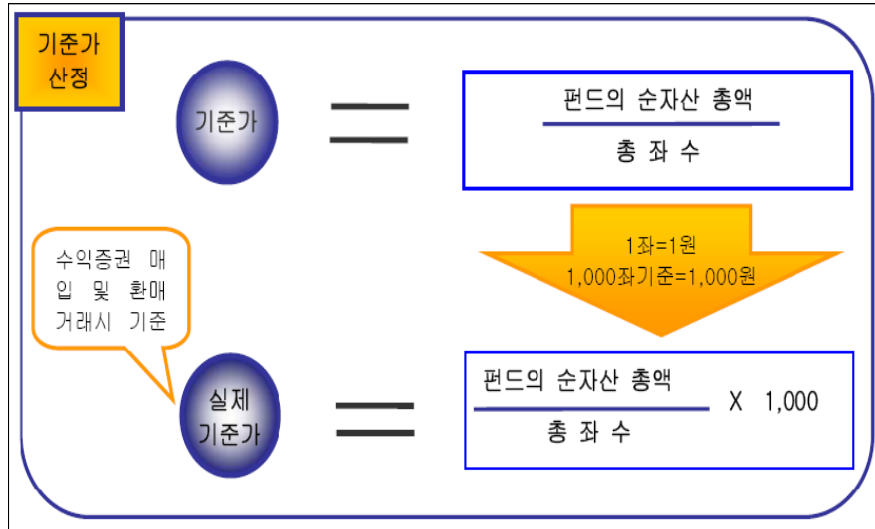 기준가
산정
기준가
펀드의 순자산 총액
총 좌 수
1좌=1원
1,000좌기준=1,000원
수익증권 매
입 및 환매
거래시 기준
실제
기준가
펀드의 순자산 총액
X 1,000
총 좌 수